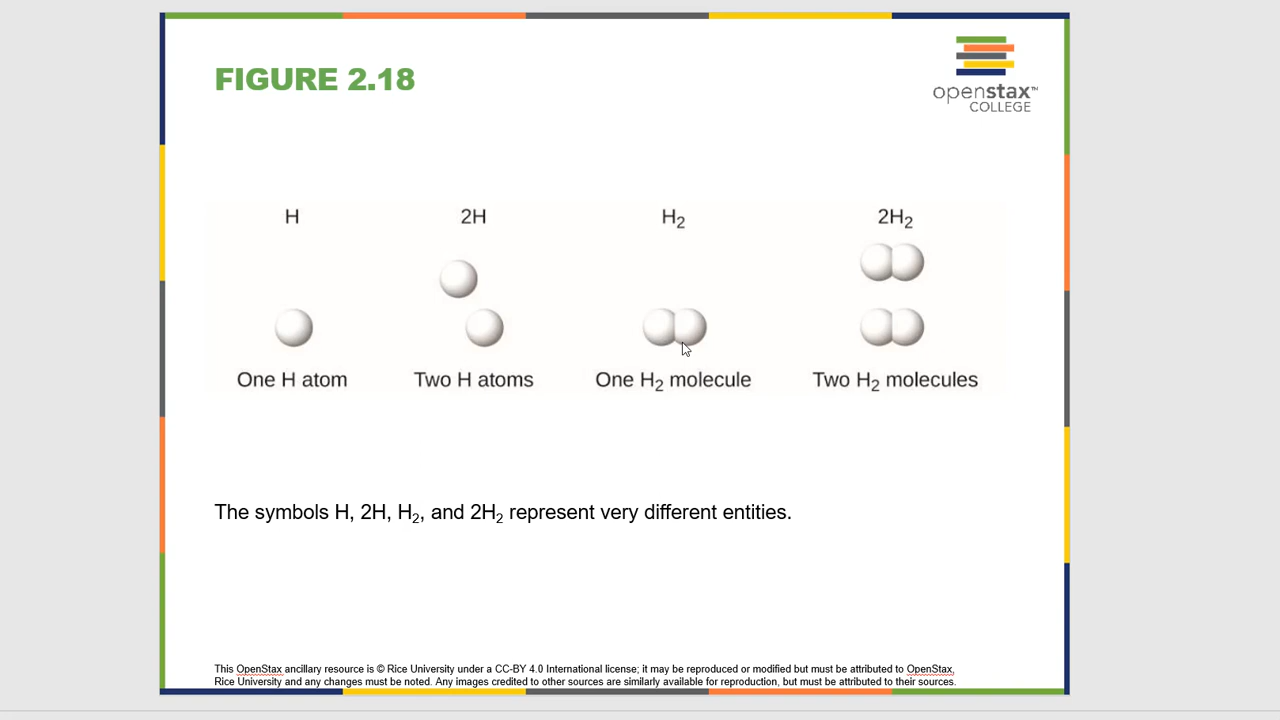 FIGURE 2.18
openstax™
COLLEGE
H 2H H₂ 2H₂
One H atom Two H atoms One H₂ molecule Two H₂ molecules
The symbols H, 2H, H₂, and 2H₂ represent very different entities.
This OpenStax ancillary resource is © Rice University under a CC-BY 4.0 International license; it may be reproduced or modified but must be attributed to OpenStax,
Rice University and any changes must be noted. Any images credited to other sources are similarly available for reproduction, but must be attributed to their sources.